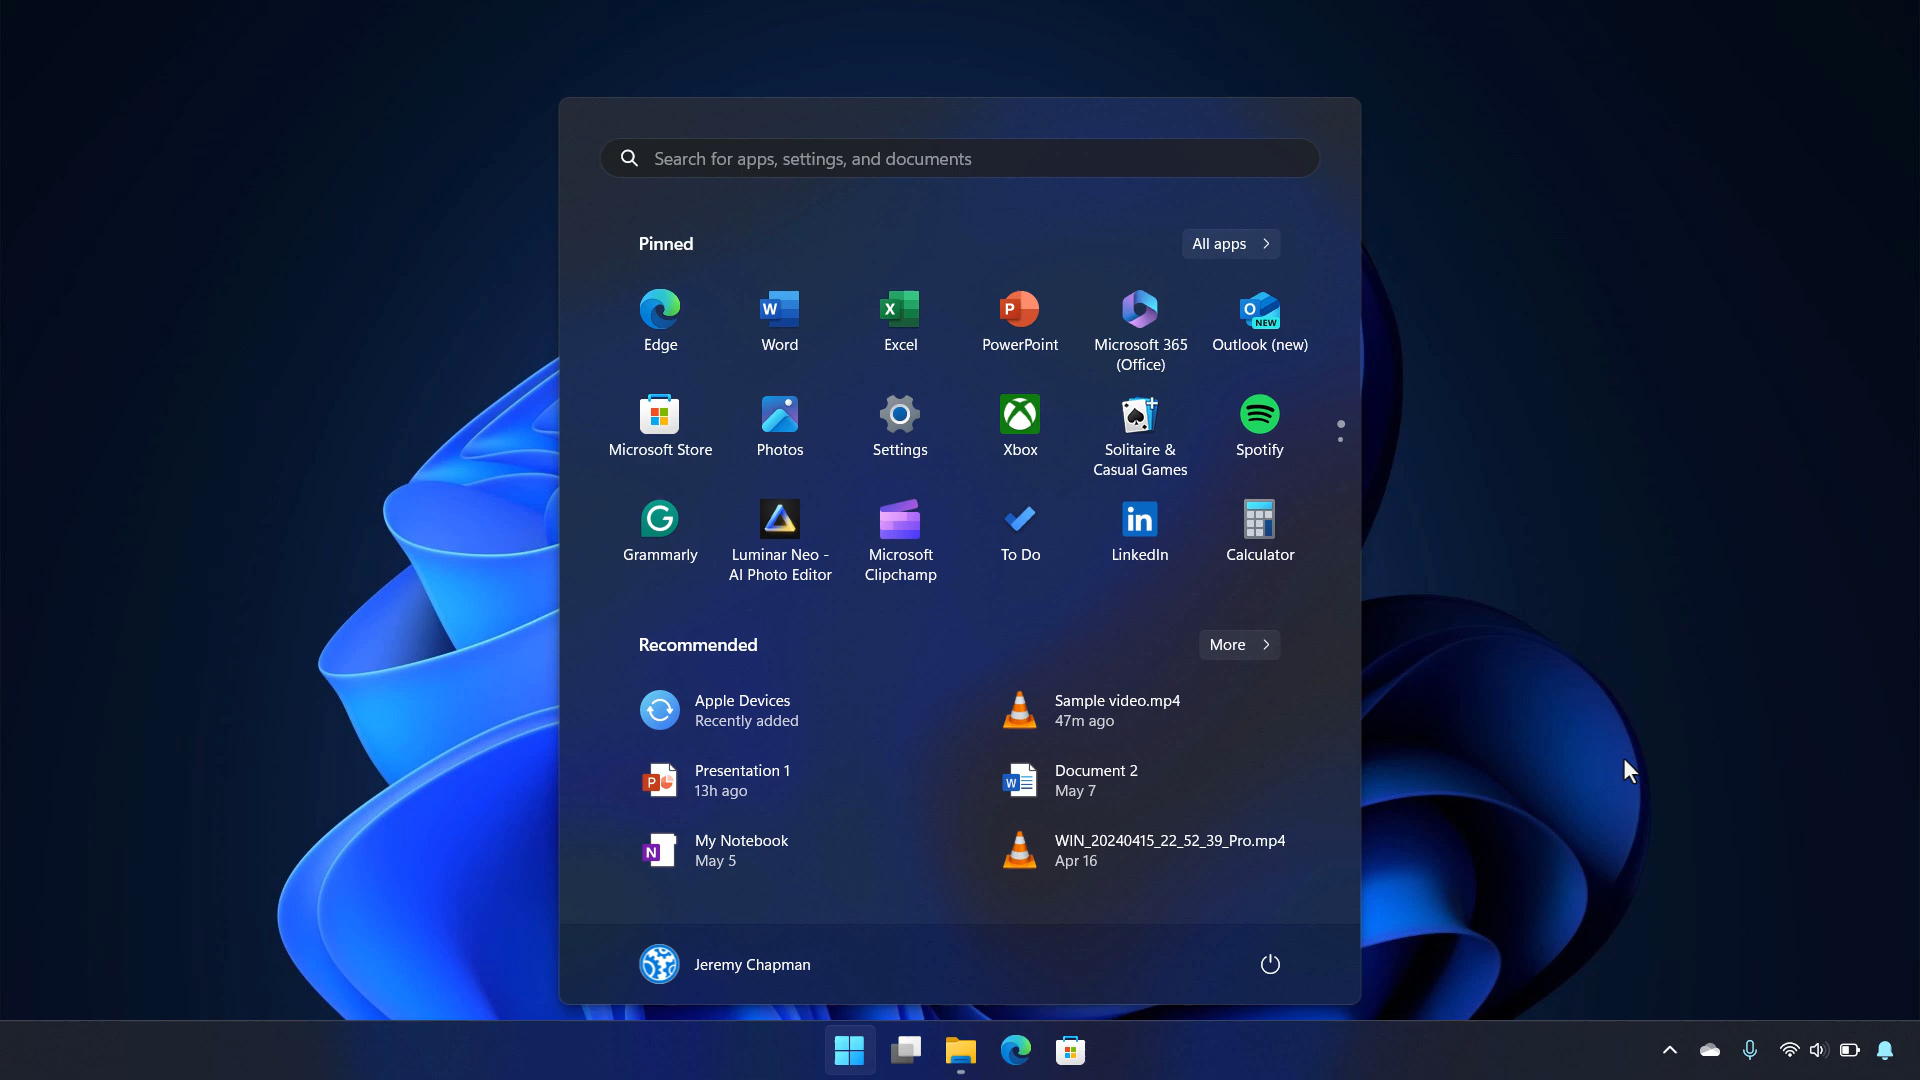 Search for apps, settings, and documents
Pinned
All apps
Edge
Word
Excel
PowerPoint
Microsoft 365
(Office)
NEW
Outlook (new)
Microsoft Store
Photos
Settings
Xbox
Solitaire &
Casual Games
Spotify
Grammarly
Luminar Neo -
AI Photo Editor
Microsoft
Clipchamp
To Do
in
LinkedIn
Calculator
Recommended
More
Apple Devices
Recently added
Sample video.mp4
47m ago
Presentation 1
13h ago
Document 2
May 7
My Notebook
May 5
WIN_20240415_22_52_39_Pro.mp4
Apr 16
Jeremy Chapman